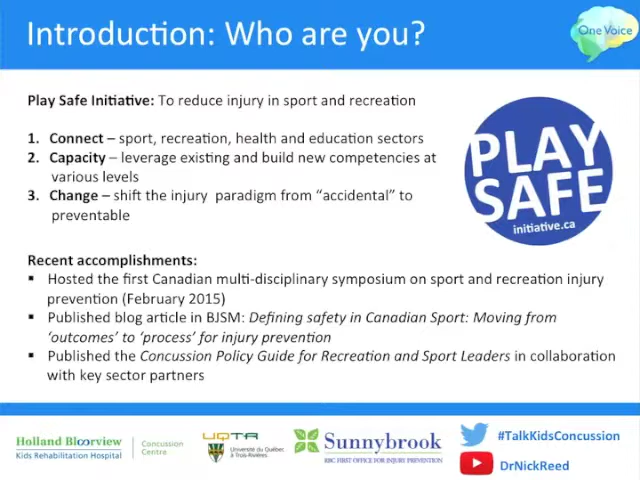 Introduction: Who are you?
One Voice
Play Safe Initiative: To reduce injury in sport and recreation
1. Connect – sport, recreation, health and education sectors
2. Capacity – leverage existing and build new competencies at
various levels
3. Change – shift the injury paradigm from “accidental” to
preventable
PLAY
SAFE
initiative.ca
Recent accomplishments:
▪ Hosted the first Canadian multi-disciplinary symposium on sport and recreation injury
prevention (February 2015)
▪ Published blog article in BJSM: Defining safety in Canadian Sport: Moving from
‘outcomes’ to ‘process’ for injury prevention
▪ Published the Concussion Policy Guide for Recreation and Sport Leaders in collaboration
with key sector partners
Holland Bloorview
Kids Rehabilitation Hospital
Concussion
Centre
UQTR
Université du Québec
à Trois-Rivières
Sunnybrook
RBC FIRST OFFICE FOR INJURY PREVENTION
#TalkKidsConcussion
DrNickReed